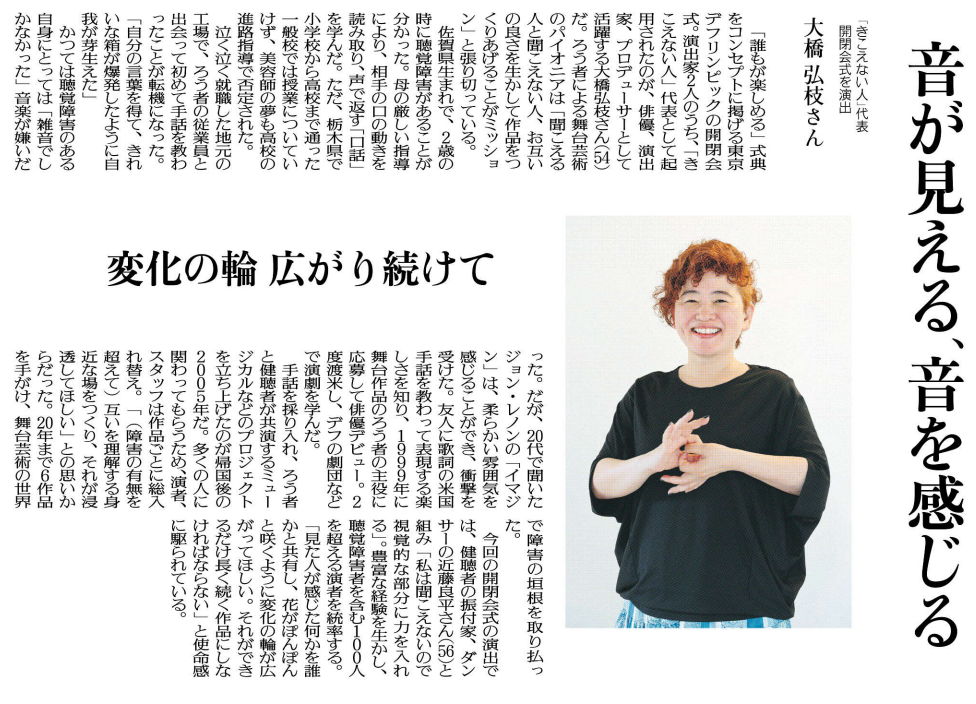 音が見える、音を感じる
「きこえない人」代表
開閉会式を演出
大橋 弘枝さん
変化の輪 広がり続けて
「誰もが楽しめる」式典
をコンセプトに掲げる東京
デフリンピックの開閉会
式。演出家2人のうち、「き
こえない人」代表として起
用されたのが、俳優、演出
家、プロデューサーとして
活躍する大橋弘枝さん(54)
だ。ろう者による舞台芸術
のパイオニアは「聞こえる
人と聞こえない人、お互い
の良さを生かして作品をつ
くりあげることがミッショ
ン」と張り切っている。
佐賀県生まれで、2歳の
時に聴覚障害があることが
分かった。母の厳しい指導
により、相手の口の動きを
読み取り、声で返す「口話」
を学んだ。ただ、栃木県で
小学校から高校まで通った
一般校では授業についてい
けず、美容師の夢も高校の
進路指導で否定された。
泣く泣く就職した地元の
工場で、ろう者の従業員と
出会って初めて手話を教わ
ったことが転機になった。
「自分の言葉を得て、きれ
いな箱が爆発したように自
我が芽生えた」
かつては聴覚障害のある
自身にとっては「雑音でし
かなかった」音楽が嫌いだ
った。だが、20代で聞いた
ジョン・レノンの「イマジ
ン」は、柔らかい雰囲気を
感じることができ、衝撃を
受けた。友人に歌詞の米国
手話を教わって表現する楽
しさを知り、1999年に
舞台作品のろう者の主役に
応募して俳優デビュー。2
度渡米し、デフの劇団など
で演劇を学んだ。
手話を採り入れ、ろう者
と健聴者が共演するミュー
ジカルなどのプロジェクト
を立ち上げたのが帰国後の
2005年だ。多くの人に
関わってもらうため、演者、
スタッフは作品ごとに総入
れ替え。「(障害の有無を
超えて)互いを理解する身
近な場をつくり、それが浸
透してほしい」との思いか
らだった。20年まで6作品
を手がけ、舞台芸術の世界
で障害の垣根を取り払っ
た。
今回の開閉会式の演出で
は、健聴者の振付家、ダン
サーの近藤良平さん(56)と
組み「私は聞こえないので
視覚的な部分に力を入れ
る」。豊富な経験を生かし、
聴覚障害者を含む100人
を超える演者を統率する。
「見た人が感じた何かを誰
かと共有し、花がぽんぽん
と咲くように変化の輪が広
がってほしい。それができ
るだけ長く続く作品にしな
ければならない」と使命感
に駆られている。